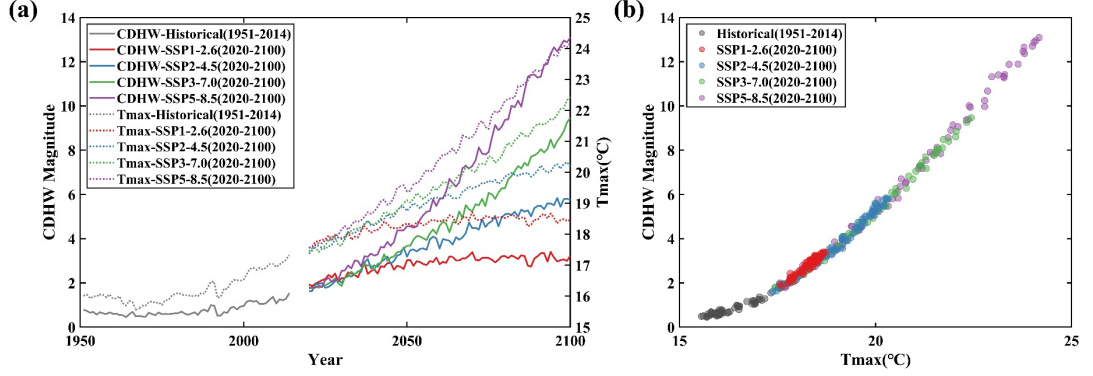 (a)
14
12
10
8
6
4
2
0
CDHW Magnitude
CDHW-Historical(1951-2014)
CDHW-SSP1-2.6(2020-2100)
CDHW-SSP2-4.5(2020-2100)
CDHW-SSP3-7.0(2020-2100)
CDHW-SSP5-8.5(2020-2100)
Tmax-Historical(1951-2014)
Tmax-SSP1-2.6(2020-2100)
Tmax-SSP2-4.5(2020-2100)
Tmax-SSP3-7.0(2020-2100)
Tmax-SSP5-8.5(2020-2100)
25
24
23
22
21
20
19
18
17
16
15
Tmax(℃)
1950
2000
2050
2100
Year
(b)
14
12
10
8
6
4
2
0
CDHW Magnitude
Historical(1951-2014)
SSP1-2.6(2020-2100)
SSP2-4.5(2020-2100)
SSP3-7.0(2020-2100)
SSP5-8.5(2020-2100)
15
20
25
Tmax(℃)